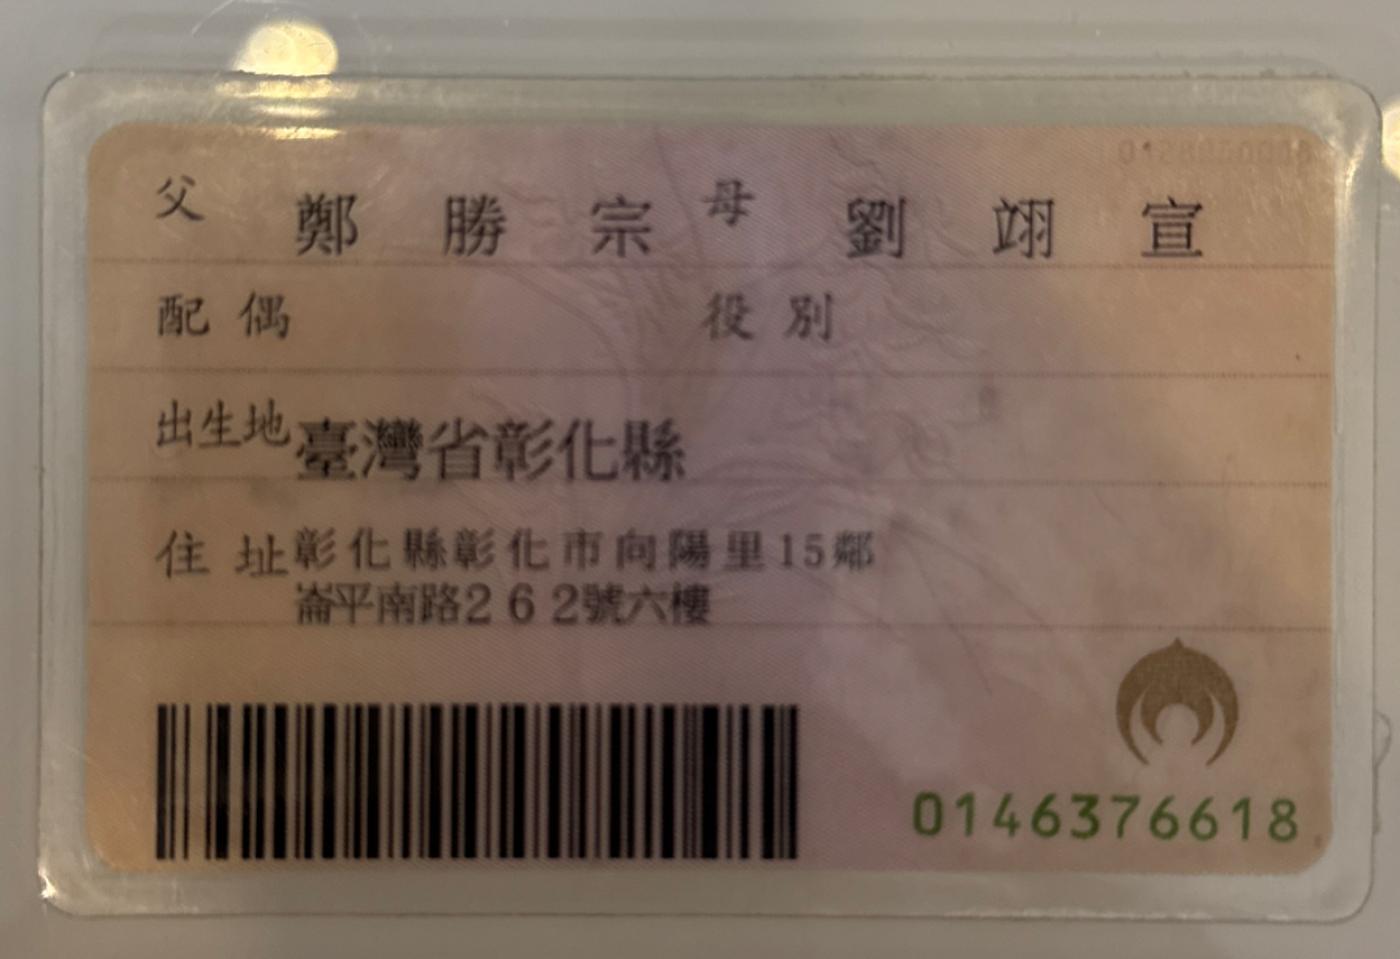 父 鄭勝宗 母 劉翊宣
配偶 役別
出生地 臺灣省彰化縣
住址 彰化縣彰化市向陽里15鄰
崙平南路262號六樓
0146376618